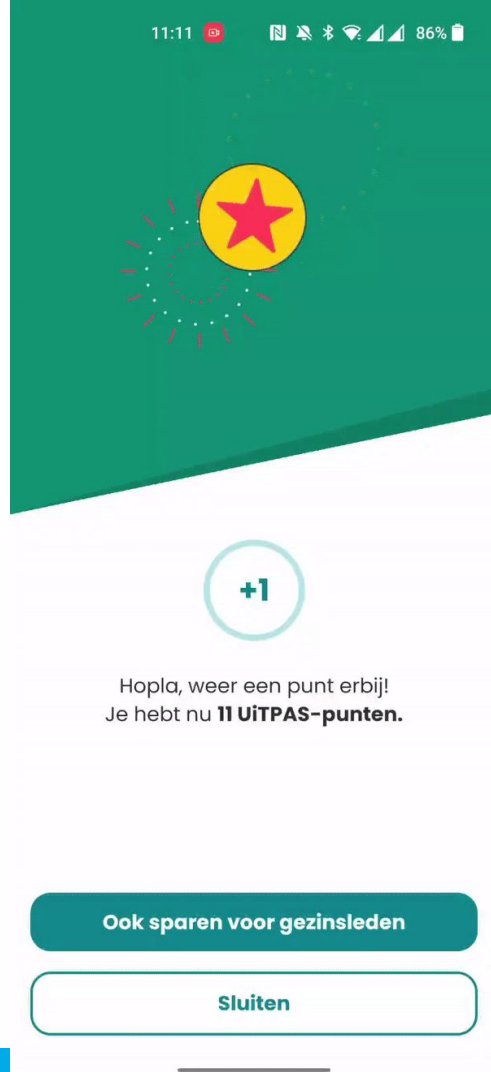 11:11 86%
+1
Hopla, weer een punt erbij!
Je hebt nu 11 UiTPAS-punten.
Ook sparen voor gezinsleden
Sluiten